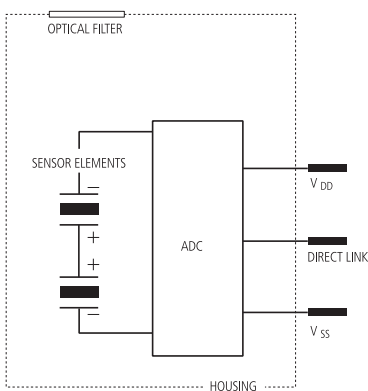 OPTICAL FILTER
SENSOR ELEMENTS
−
+
+
−
ADC
V DD
DIRECT LINK
V SS
HOUSING